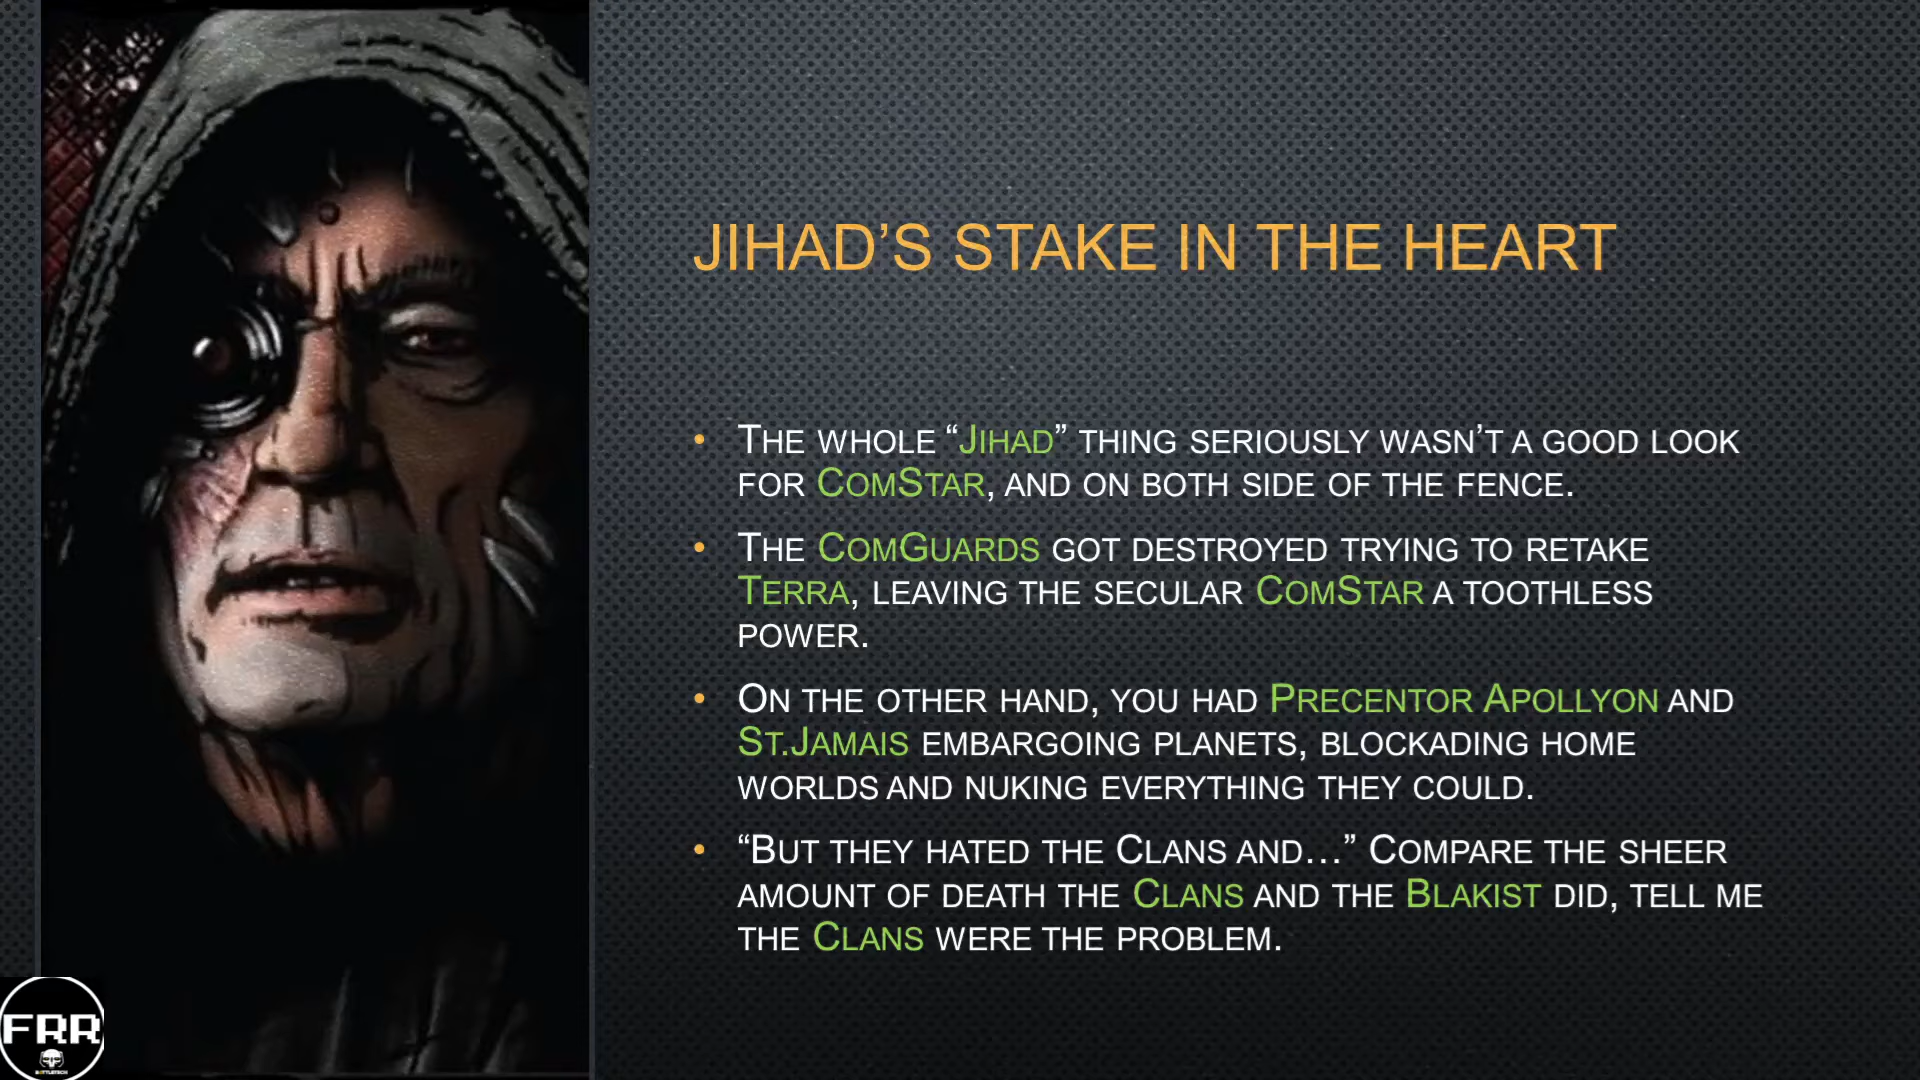 JIHAD’S STAKE IN THE HEART
• THE WHOLE “JIHAD” THING SERIOUSLY WASN’T A GOOD LOOK
FOR COMSTAR, AND ON BOTH SIDE OF THE FENCE.
• THE COMGUARDS GOT DESTROYED TRYING TO RETAKE
TERRA, LEAVING THE SECULAR COMSTAR A TOOTHLESS
POWER.
• ON THE OTHER HAND, YOU HAD PRECENTOR APOLLYON AND
ST.JAMAIS EMBARGOING PLANETS, BLOCKADING HOME
WORLDS AND NUKING EVERYTHING THEY COULD.
• “BUT THEY HATED THE CLANS AND…” COMPARE THE SHEER
AMOUNT OF DEATH THE CLANS AND THE BLAKIST DID, TELL ME
THE CLANS WERE THE PROBLEM.
FRR
BATTLETECH